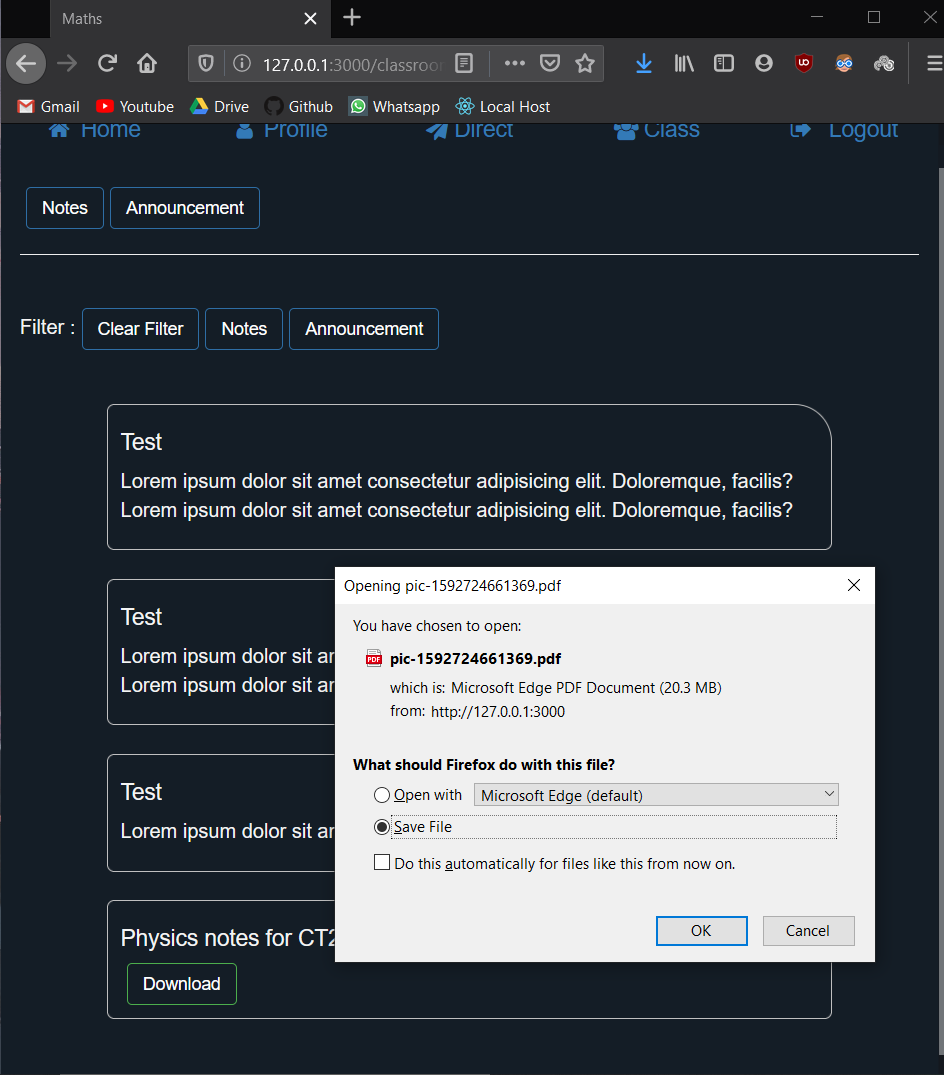 Maths
127.0.0.1:3000/classroom
Gmail Youtube Drive Github Whatsapp Local Host
Home Profile Direct Class Logout
Notes Announcement
Filter : Clear Filter Notes Announcement
Test
Lorem ipsum dolor sit amet consectetur adipisicing elit. Doloremque, facilis?
Lorem ipsum dolor sit amet consectetur adipisicing elit. Doloremque, facilis?
Test
Lorem ipsum dolor sit ar
Lorem ipsum dolor sit ar
Test
Lorem ipsum dolor sit ar
Physics notes for CT2
Download
Opening pic-1592724661369.pdf
You have chosen to open:
PDF pic-1592724661369.pdf
which is: Microsoft Edge PDF Document (20.3 MB)
from: http://127.0.0.1:3000
What should Firefox do with this file?
Open with Microsoft Edge (default)
Save File
Do this automatically for files like this from now on.
OK Cancel